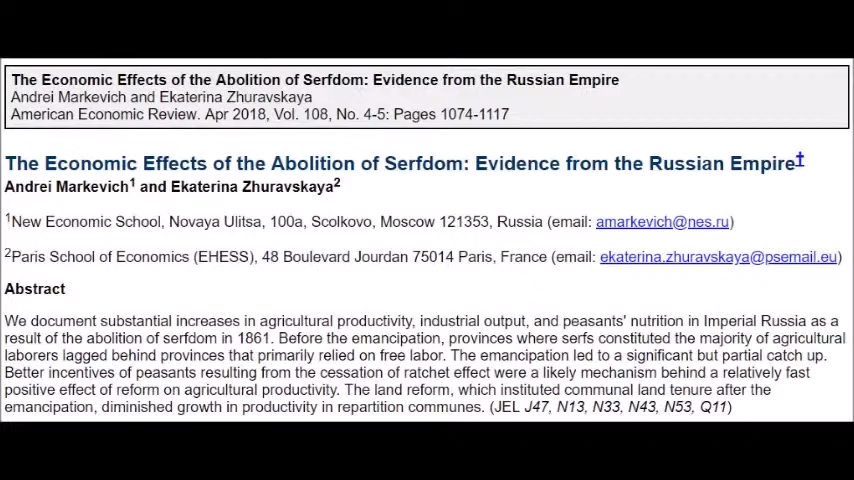 The Economic Effects of the Abolition of Serfdom: Evidence from the Russian Empire
Andrei Markevich and Ekaterina Zhuravskaya
American Economic Review. Apr 2018, Vol. 108, No. 4-5: Pages 1074-1117
The Economic Effects of the Abolition of Serfdom: Evidence from the Russian Empire†
Andrei Markevich1 and Ekaterina Zhuravskaya2
1New Economic School, Novaya Ulitsa, 100a, Scolkovo, Moscow 121353, Russia (email: amarkevich@nes.ru)
2Paris School of Economics (EHESS), 48 Boulevard Jourdan 75014 Paris, France (email: ekaterina.zhuravskaya@psemail.eu)
Abstract
We document substantial increases in agricultural productivity, industrial output, and peasants' nutrition in Imperial Russia as a
result of the abolition of serfdom in 1861. Before the emancipation, provinces where serfs constituted the majority of agricultural
laborers lagged behind provinces that primarily relied on free labor. The emancipation led to a significant but partial catch up.
Better incentives of peasants resulting from the cessation of ratchet effect were a likely mechanism behind a relatively fast
positive effect of reform on agricultural productivity. The land reform, which instituted communal land tenure after the
emancipation, diminished growth in productivity in repartition communes. (JEL J47, N13, N33, N43, N53, Q11)